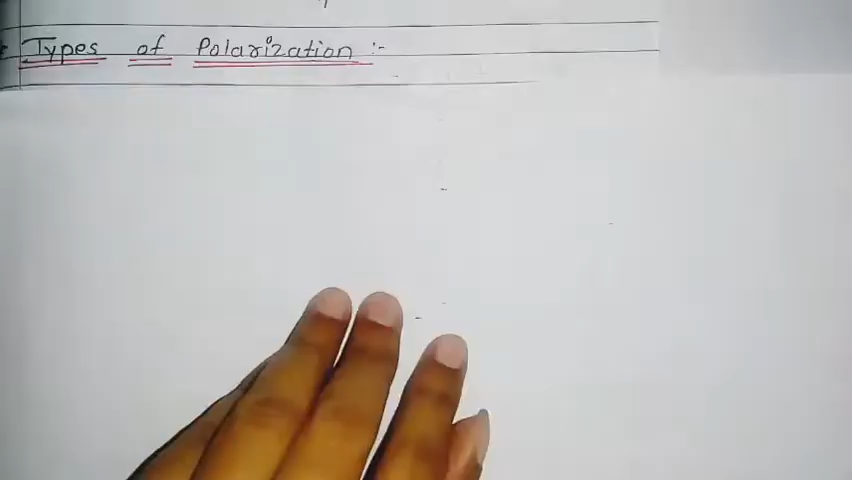 Types of Polarization :-